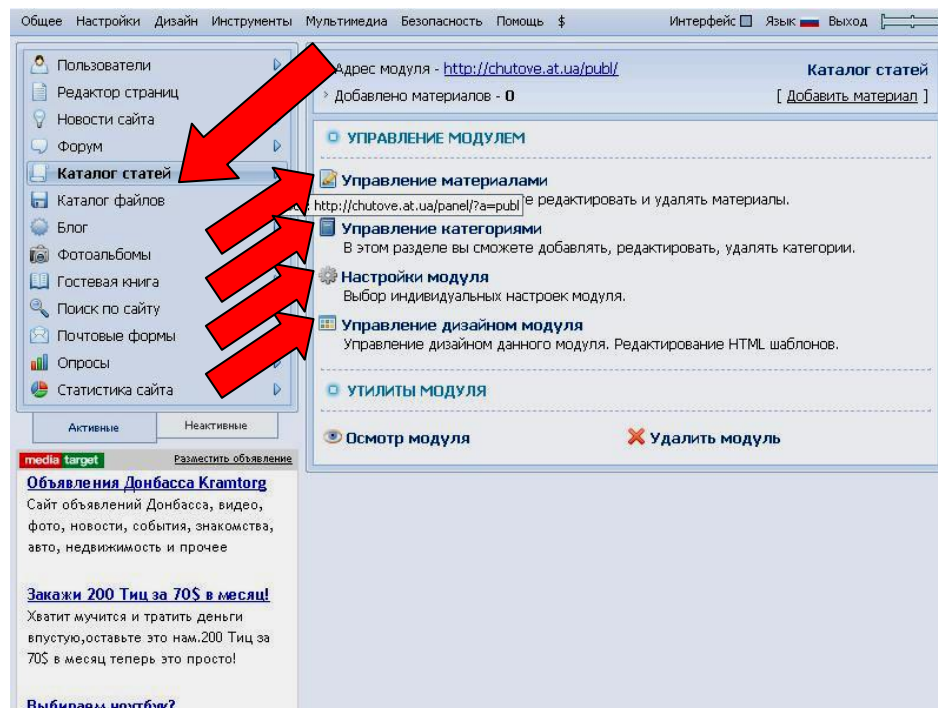 Общее Настройки Дизайн Инструменты Мультимедиа Безопасность Помощь $ Интерфейс Язык Выход
Пользователи
Редактор страниц
Новости сайта
Форум
Каталог статей
Каталог файлов
Блог
Фотоальбомы
Гостевая книга
Поиск по сайту
Почтовые формы
Опросы
Статистика сайта
Активные Неактивные
Адрес модуля - http://chutove.at.ua/publ/ Каталог статей
Добавлено материалов - 0 [ Добавить материал ]
УПРАВЛЕНИЕ МОДУЛЕМ
Управление материалами
http://chutove.at.ua/panel/?a=publ редактировать и удалять материалы.
Управление категориями
В этом разделе вы сможете добавлять, редактировать, удалять категории.
Настройки модуля
Выбор индивидуальных настроек модуля.
Управление дизайном модуля
Управление дизайном данного модуля. Редактирование HTML шаблонов.
УТИЛИТЫ МОДУЛЯ
Осмотр модуля Удалить модуль
media target Разместить объявление
Объявления Донбасса Kramtorg
Сайт объявлений Донбасса, видео,
фото, новости, события, знакомства,
авто, недвижимость и прочее
Закажи 200 Тиц за 70$ в месяц!
Хватит мучится и тратить деньги
впустую,оставьте это нам.200 Тиц за
70$ в месяц теперь это просто!
Выбираем ноутбук?